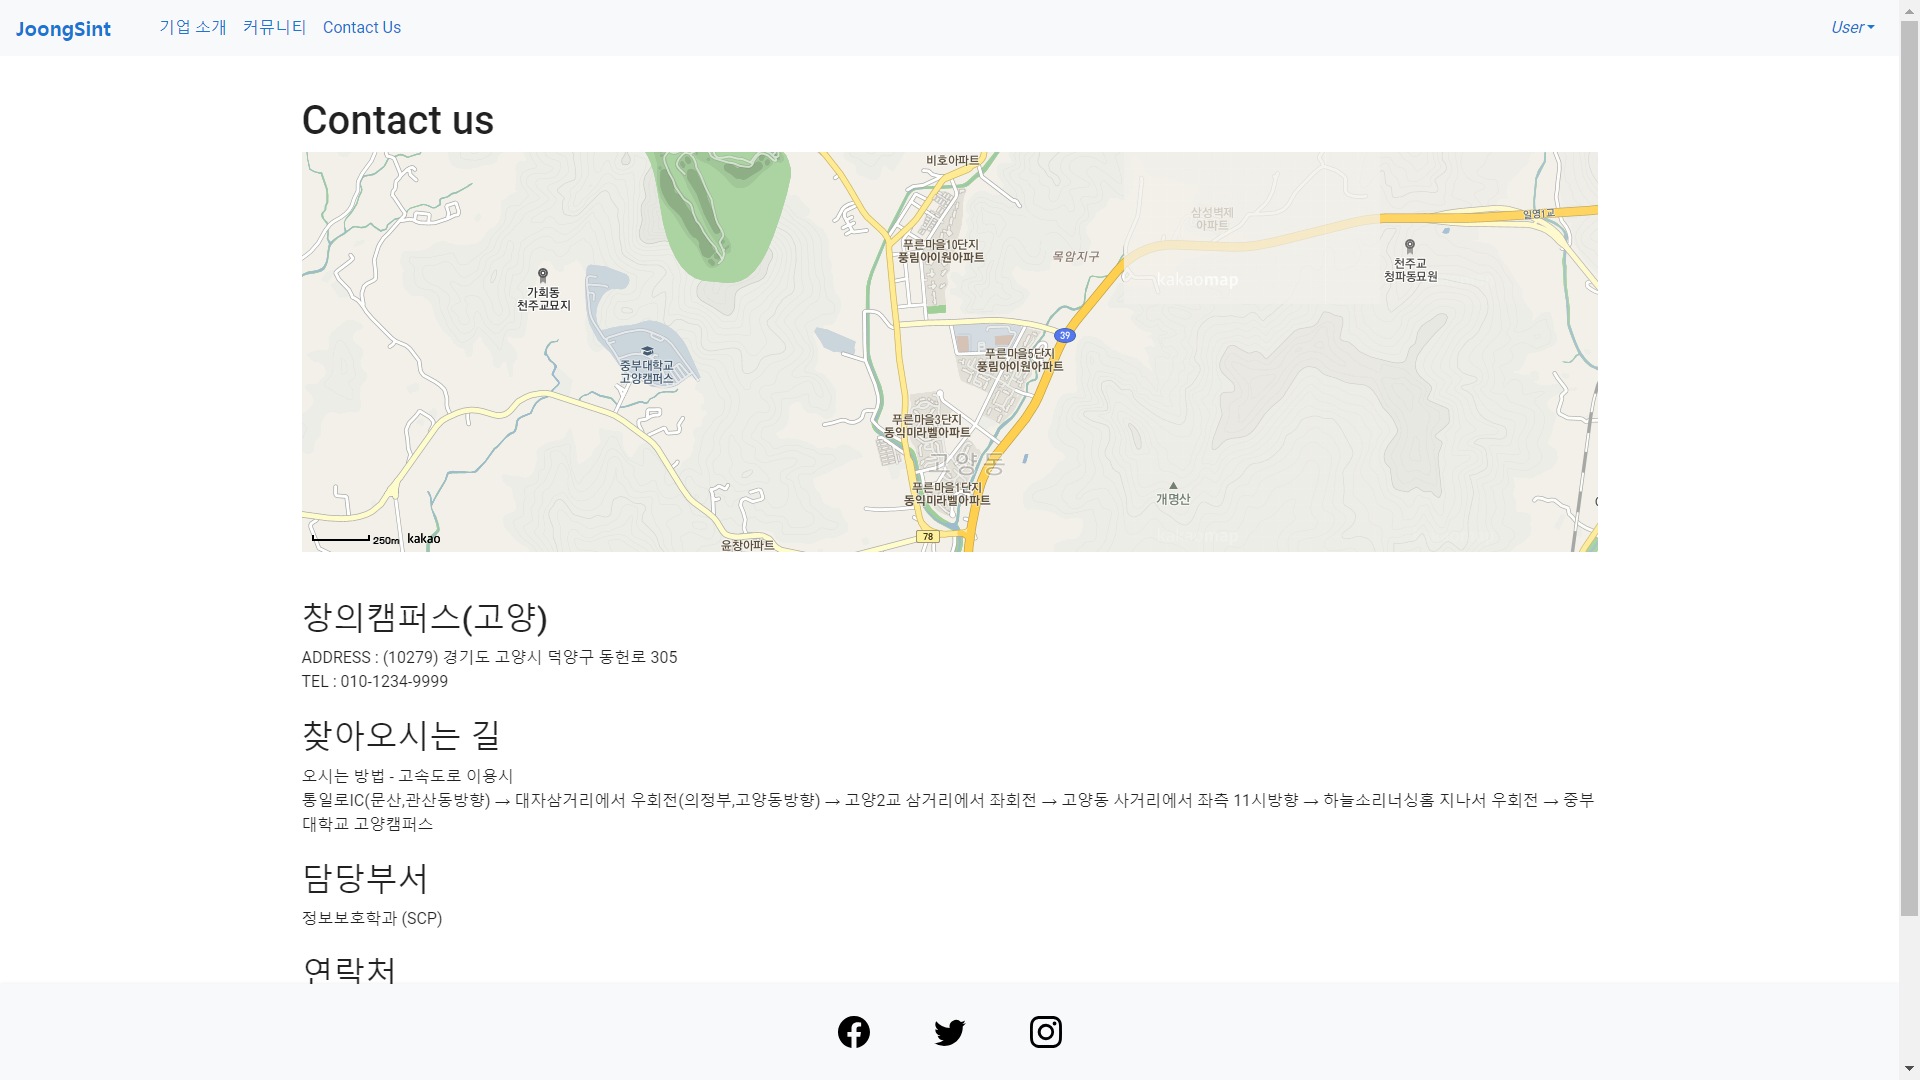 JoongSint
기업 소개
커뮤니티
Contact Us
User
Contact us
비호아파트
삼성벽제
아파트
일영1교
푸른마을10단지
풍림아이원아파트
목암지구
천주교
청파동묘원
가회동
천주교묘지
kakaomap
39
중부대학교
고양캠퍼스
푸른마을5단지
풍림아이원아파트
푸른마을3단지
동익미라벨아파트
고양동
푸른마을1단지
동익미라벨아파트
개명산
78
윤창아파트
250m kakao
창의캠퍼스(고양)
ADDRESS : (10279) 경기도 고양시 덕양구 동헌로 305
TEL : 010-1234-9999
찾아오시는 길
오시는 방법 - 고속도로 이용시
통일로IC(문산,관산동방향) → 대자삼거리에서 우회전(의정부,고양동방향) → 고양2교 삼거리에서 좌회전 → 고양동 사거리에서 좌측 11시방향 → 하늘소리너싱홈 지나서 우회전 → 중부
대학교 고양캠퍼스
담당부서
정보보호학과 (SCP)
연락처